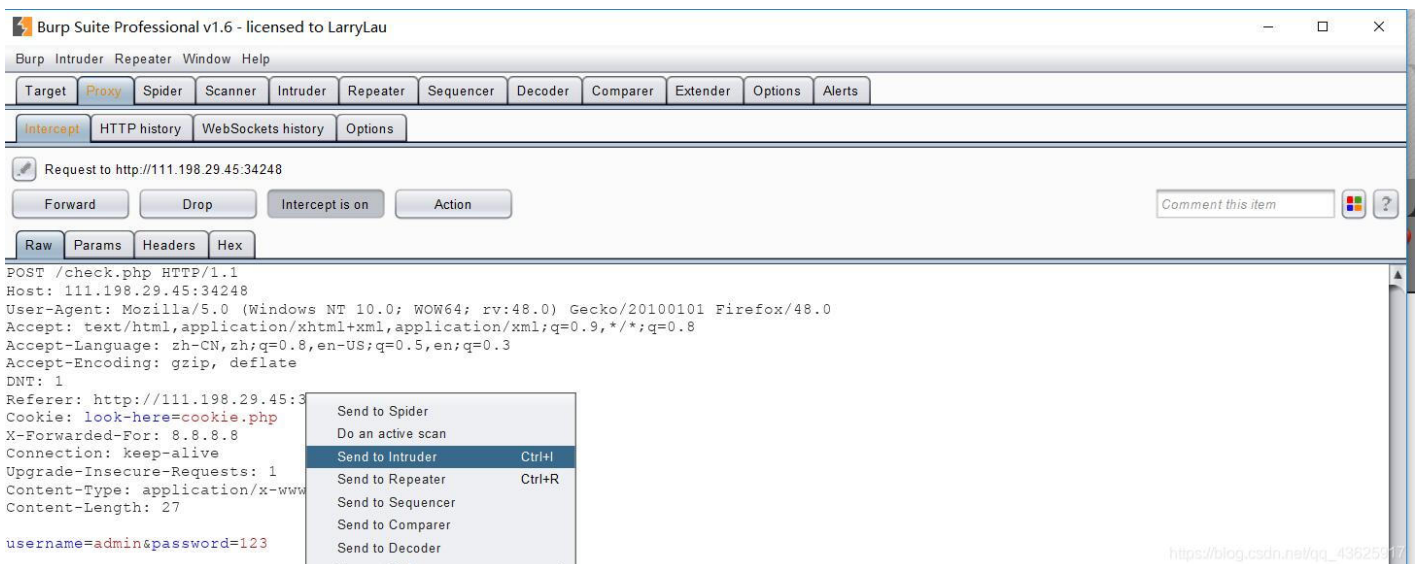 Burp Suite Professional v1.6 - licensed to LarryLau
Burp Intruder Repeater Window Help
Target Proxy Spider Scanner Intruder Repeater Sequencer Decoder Comparer Extender Options Alerts
Intercept HTTP history WebSockets history Options
Request to http://111.198.29.45:34248
Forward Drop Intercept is on Action Comment this item ?
Raw Params Headers Hex
POST /check.php HTTP/1.1
Host: 111.198.29.45:34248
User-Agent: Mozilla/5.0 (Windows NT 10.0; WOW64; rv:48.0) Gecko/20100101 Firefox/48.0
Accept: text/html,application/xhtml+xml,application/xml;q=0.9,*/*;q=0.8
Accept-Language: zh-CN,zh;q=0.8,en-US;q=0.5,en;q=0.3
Accept-Encoding: gzip, deflate
DNT: 1
Referer: http://111.198.29.45:3
Cookie: look-here=cookie.php
X-Forwarded-For: 8.8.8.8
Connection: keep-alive
Upgrade-Insecure-Requests: 1
Content-Type: application/x-www
Content-Length: 27
username=admin&password=123
Send to Spider
Do an active scan
Send to Intruder Ctrl+I
Send to Repeater Ctrl+R
Send to Sequencer
Send to Comparer
Send to Decoder
https://blog.csdn.net/qq_43625917